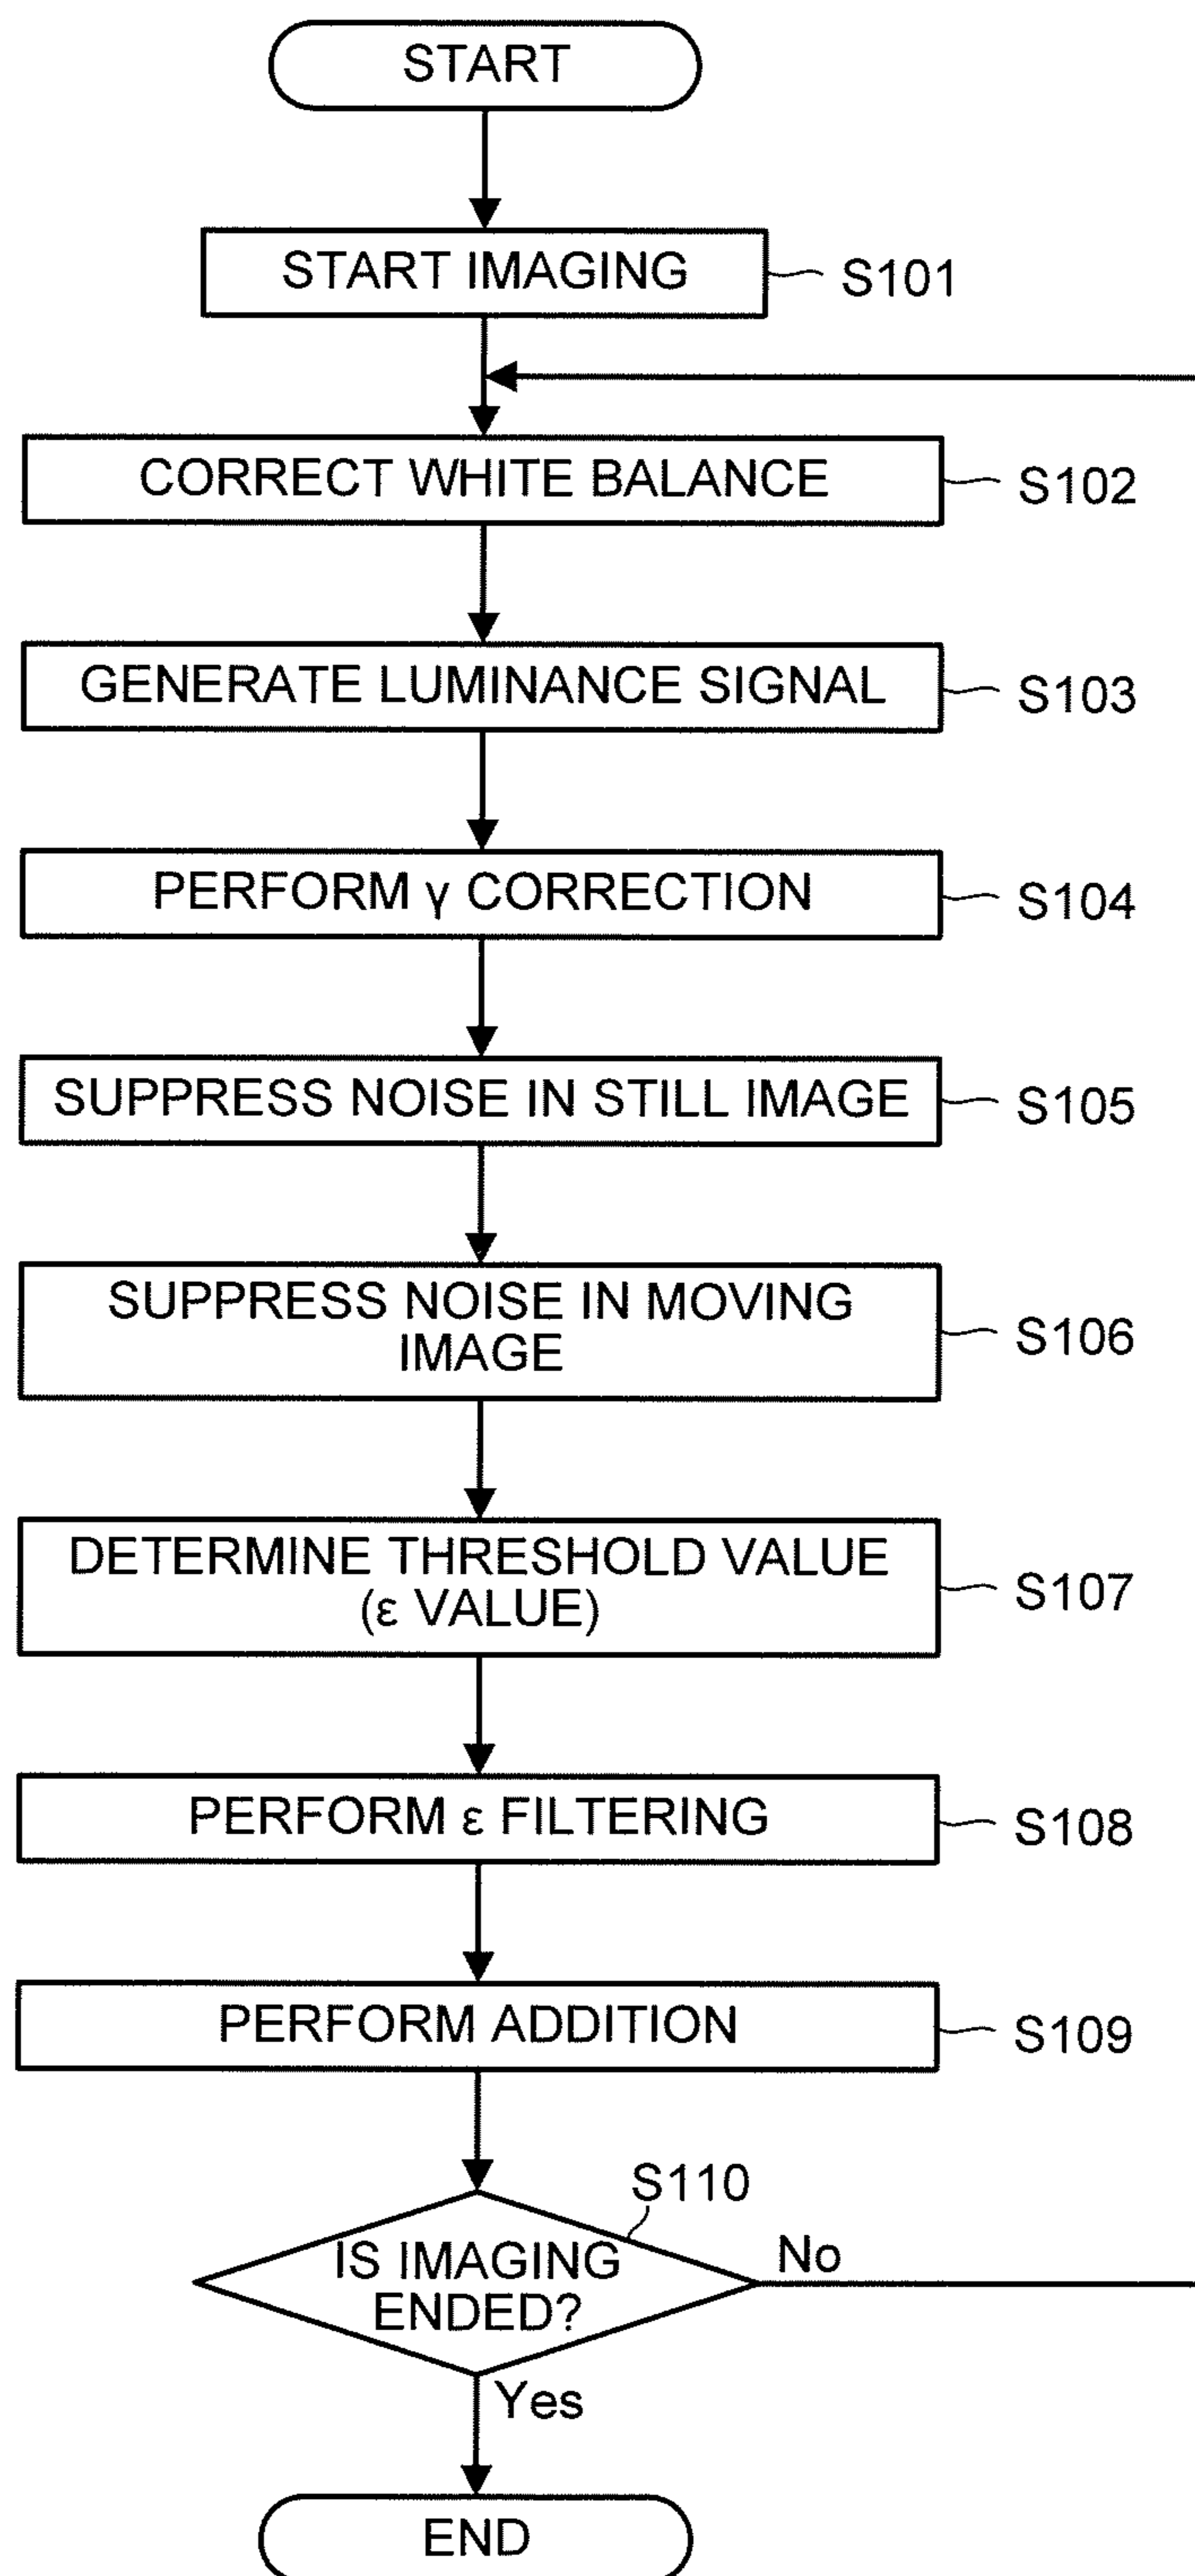 START
START IMAGING
S101
CORRECT WHITE BALANCE
S102
GENERATE LUMINANCE SIGNAL
S103
PERFORM γ CORRECTION
S104
SUPPRESS NOISE IN STILL IMAGE
S105
SUPPRESS NOISE IN MOVING
IMAGE
S106
DETERMINE THRESHOLD VALUE
(ε VALUE)
S107
PERFORM ε FILTERING
S108
PERFORM ADDITION
S109
S110
IS IMAGING
ENDED?
No
Yes
END